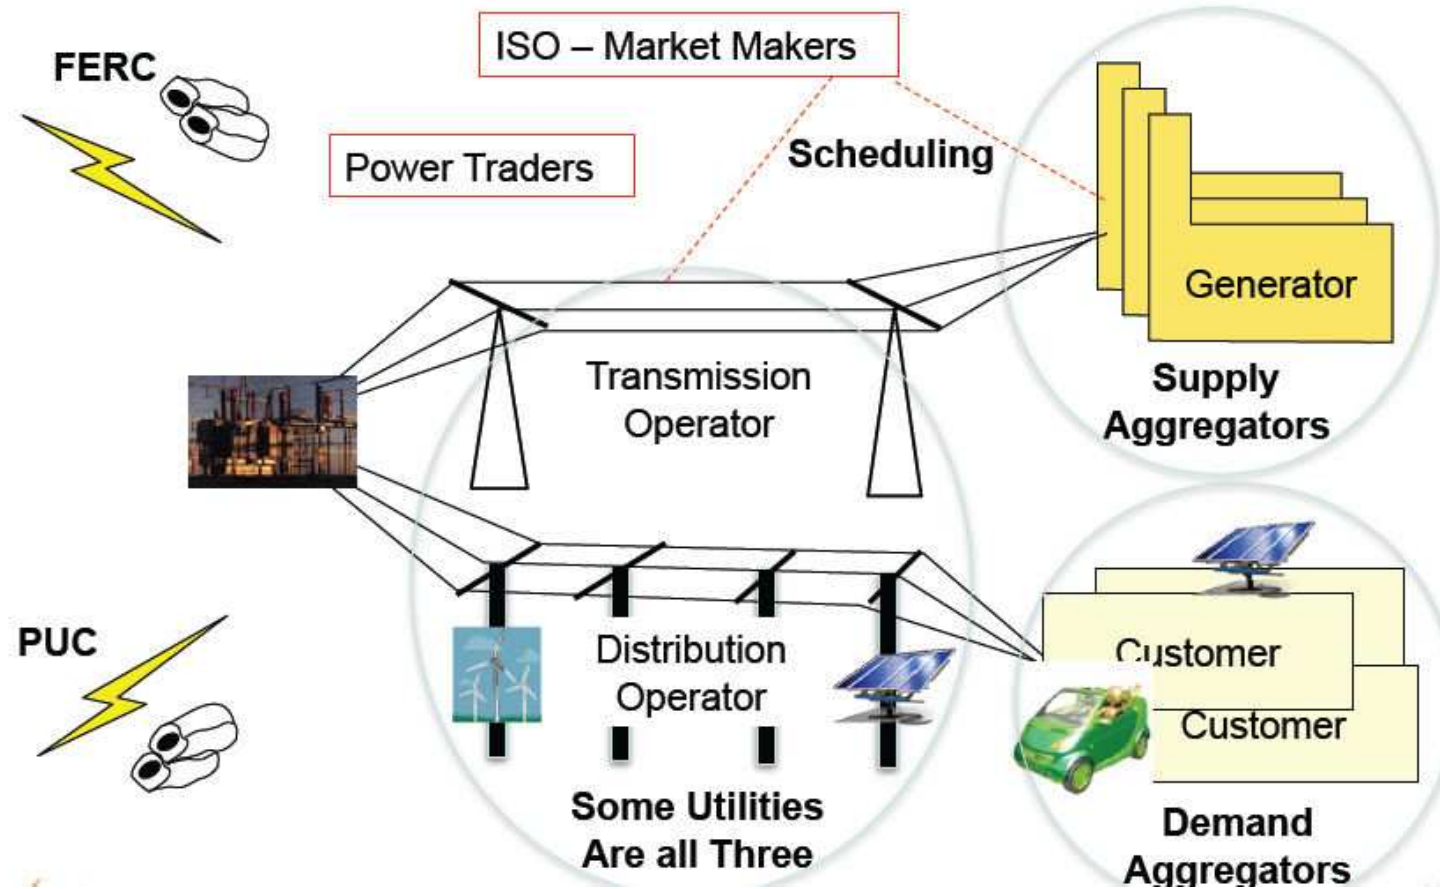 ISO – Market Makers
FERC
Power Traders
Scheduling
Generator
Supply
Aggregators
Transmission
Operator
PUC
Distribution
Operator
Customer
Customer
Some Utilities
Are all Three
Demand
Aggregators